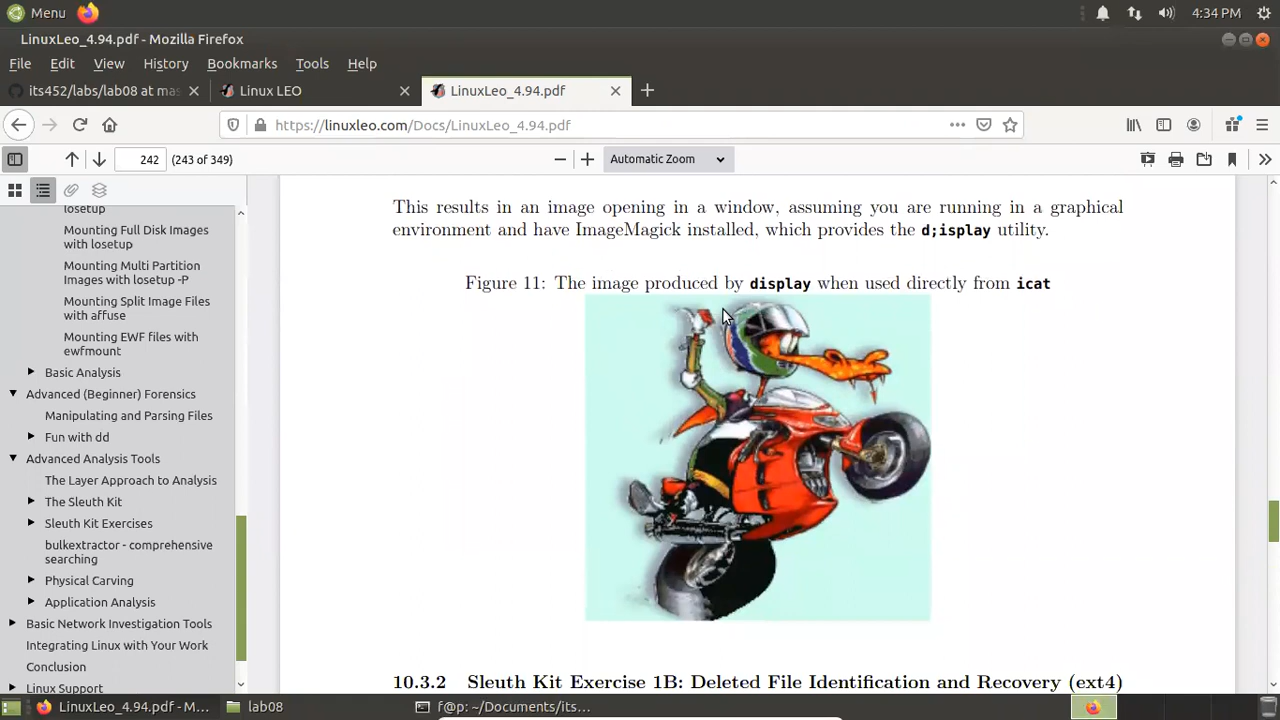 Menu
4:34 PM
LinuxLeo_4.94.pdf - Mozilla Firefox
File Edit View History Bookmarks Tools Help
its452/labs/lab08 at mas
Linux LEO
LinuxLeo_4.94.pdf
https://linuxleo.com/Docs/LinuxLeo_4.94.pdf
242 (243 of 349)
Automatic Zoom
losetup
Mounting Full Disk Images
with losetup
Mounting Multi Partition
Images with losetup -P
Mounting Split Image Files
with affuse
Mounting EWF files with
ewfmount
Basic Analysis
Advanced (Beginner) Forensics
Manipulating and Parsing Files
Fun with dd
Advanced Analysis Tools
The Layer Approach to Analysis
The Sleuth Kit
Sleuth Kit Exercises
bulkextractor - comprehensive
searching
Physical Carving
Application Analysis
Basic Network Investigation Tools
Integrating Linux with Your Work
Conclusion
Linux Support
This results in an image opening in a window, assuming you are running in a graphical
environment and have ImageMagick installed, which provides the d;isplay utility.
Figure 11: The image produced by display when used directly from icat
10.3.2 Sleuth Kit Exercise 1B: Deleted File Identification and Recovery (ext4)
LinuxLeo_4.94.pdf - M...
lab08
f@p: ~/Documents/its...